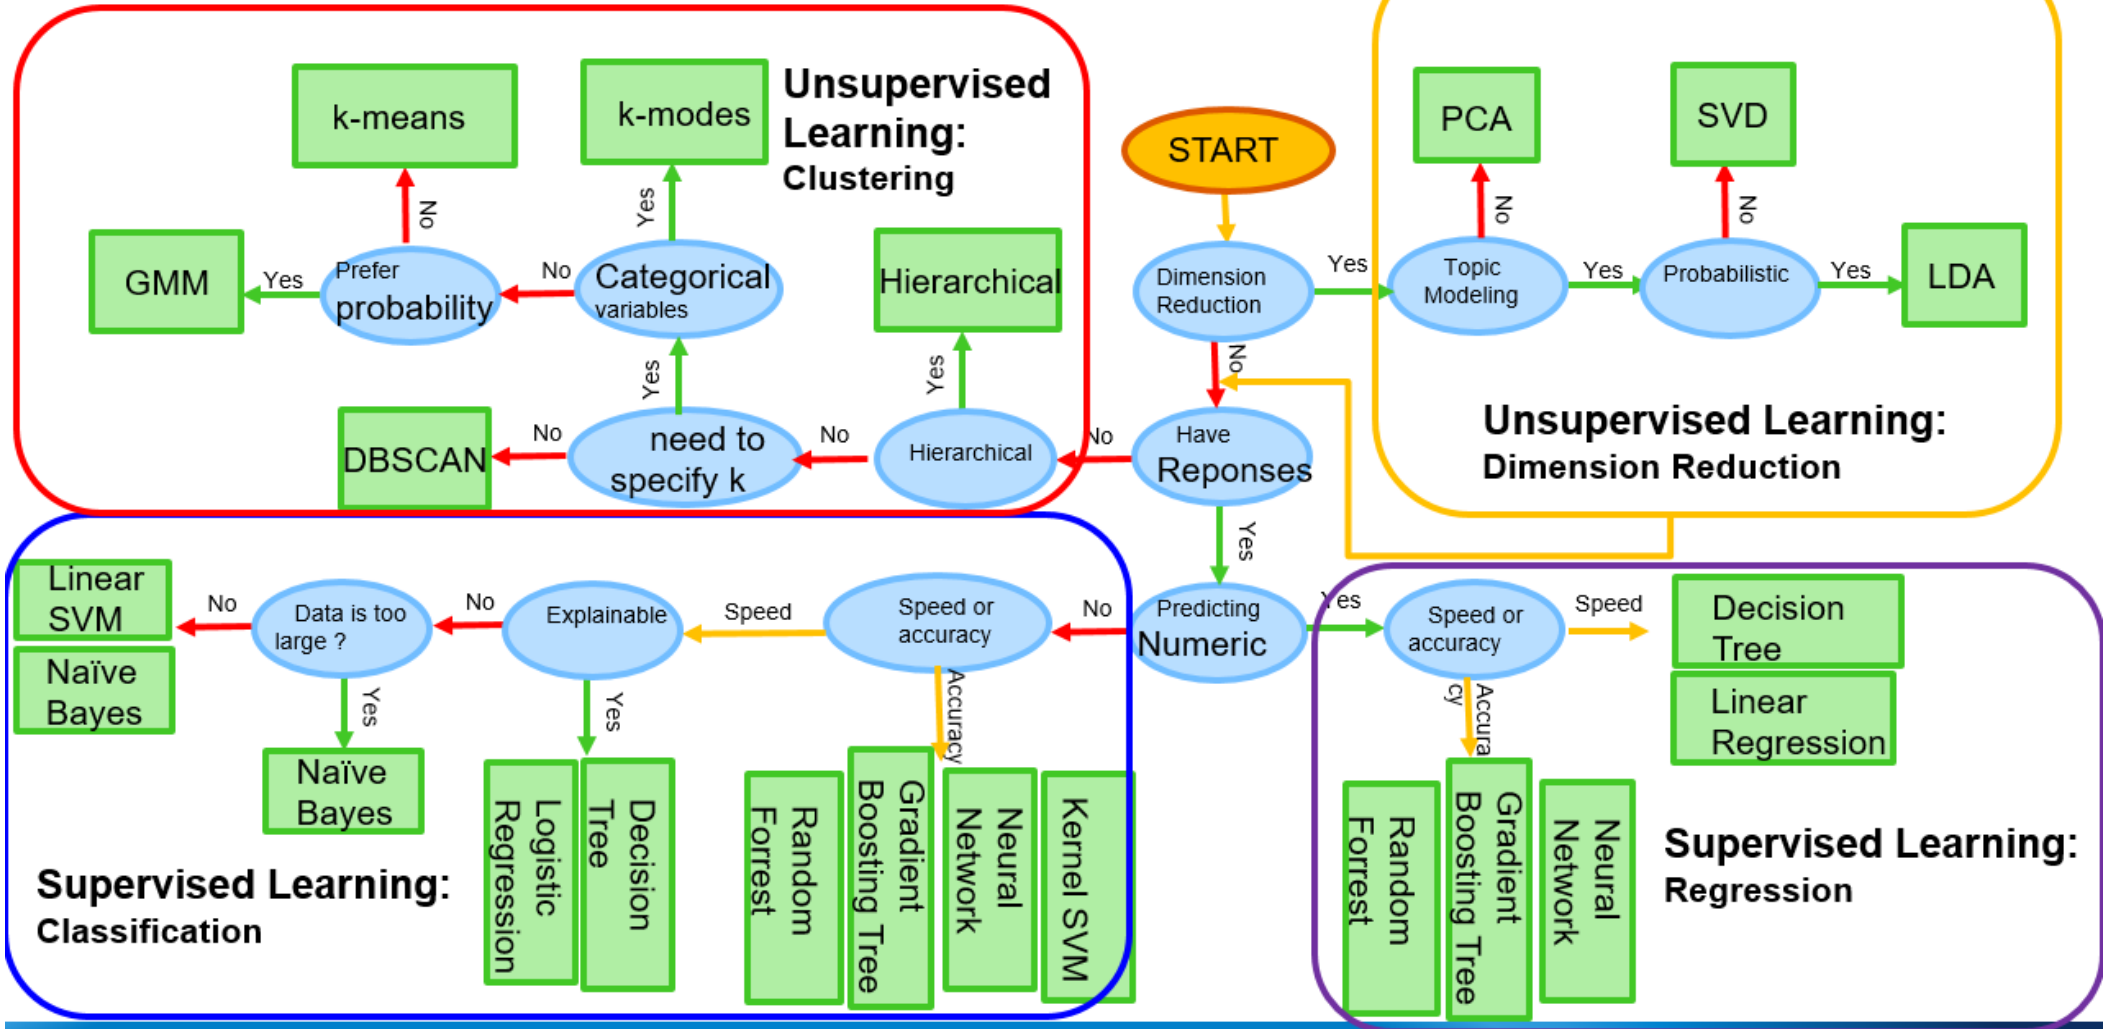 Unsupervised
Learning:
Clustering
k-means
k-modes
No
Yes
GMM
Yes
Prefer
probability
No
Categorical
variables
Hierarchical
Yes
Yes
DBSCAN
No
need to
specify k
No
Hierarchical
No
START
Dimension
Reduction
Yes
No
Have
Reponses
Yes
PCA
SVD
No
No
Topic
Modeling
Yes
Probabilistic
Yes
LDA
Unsupervised Learning:
Dimension Reduction
Linear
SVM
Naïve
Bayes
No
Data is too
large ?
No
Explainable
Speed
Speed or
accuracy
No
Predicting
Numeric
Yes
Speed or
accuracy
Speed
Decision
Tree
Linear
Regression
Yes
Naïve
Bayes
Yes
Logistic
Regression
Decision
Tree
Accuracy
Random
Forrest
Gradient
Boosting Tree
Neural
Network
Kernel SVM
Supervised Learning:
Classification
Accura
cy
Random
Forrest
Gradient
Boosting Tree
Neural
Network
Supervised Learning:
Regression